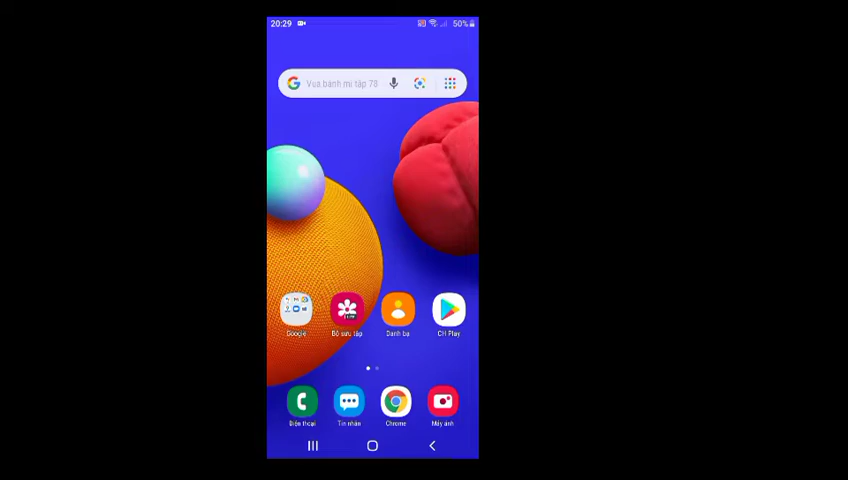 20:29
50%
Vua bánh mì tập 78
Google
Bộ sưu tập
Danh bạ
CH Play
Điện thoại
Tin nhắn
Chrome
Máy ảnh